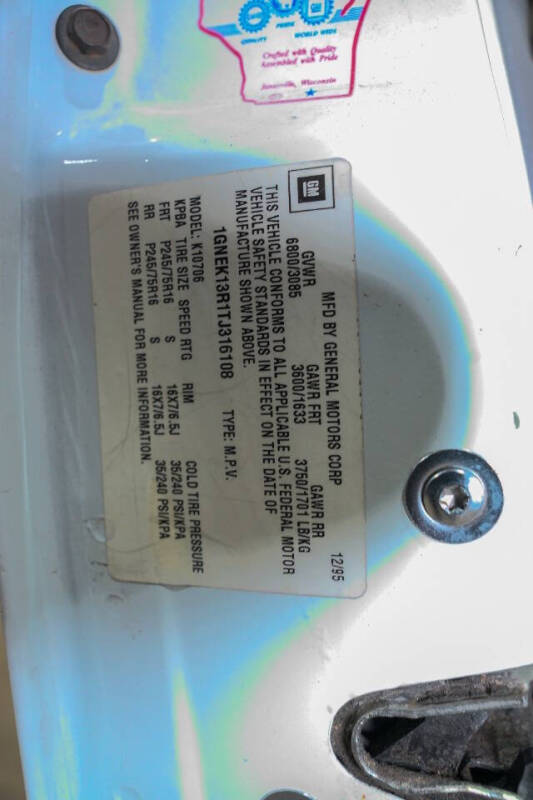 QUALITY PRIDE WORLD WIDE
Crafted with Quality
Assembled with Pride
Janesville, Wisconsin
GM
MFD BY GENERAL MOTORS CORP 12/95
GVWR GAWR FRT GAWR RR
6800/3085 3600/1633 3750/1701 LB/KG
THIS VEHICLE CONFORMS TO ALL APPLICABLE U.S. FEDERAL MOTOR
VEHICLE SAFETY STANDARDS IN EFFECT ON THE DATE OF
MANUFACTURE SHOWN ABOVE.
1GNEK13R1TJ316108 TYPE: M.P.V.
MODEL: K10706
KPBA TIRE SIZE SPEED RTG RIM COLD TIRE PRESSURE
FRT P245/75R16 S 16X7/6.5J 35/240 PSI/KPA
RR P245/75R16 S 16X7/6.5J 35/240 PSI/KPA
SEE OWNER'S MANUAL FOR MORE INFORMATION.